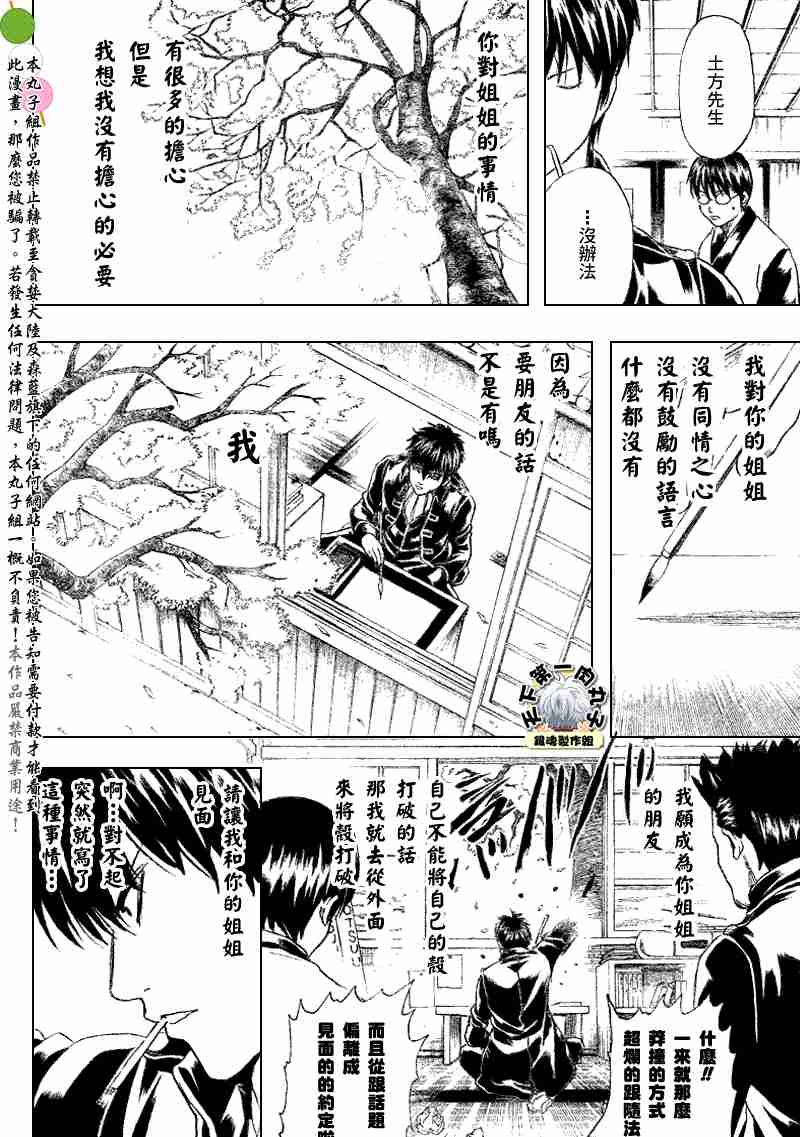 土方先生
…沒辦法
你對姐姐的事情
有很多的擔心
但是
我想我沒有擔心的必要
我對你的姐姐
沒有同情之心
沒有鼓勵的語言
什麼都沒有
因為
要朋友的話
不是有嗎
我
我願成為你姐姐
的朋友
自己不能將自己的殼
打破的話
那我就去從外面
來將殼打破
什麼!!
一來就那麼
莽撞的方式
超爛的跟隨法
而且從跟話題
偏離成
見面的的約定啦
請讓我和你的姐姐
見面
啊…對不起
突然就寫了
這種事情…
OTSU
天下第一肉丸子
銀魂製作組
本丸子組作品禁止轉載至貪婪大陸及森藍旗下的任何網站。如果您被告知需要付款才能看到
此漫畫，那麼您被騙了。若發生任何法律問題，本丸子組一概不負責！本作品嚴禁商業用途！